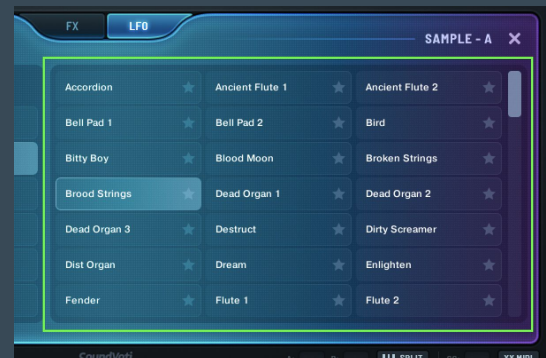 FX LFO
SAMPLE - A
Accordion Ancient Flute 1 Ancient Flute 2
Bell Pad 1 Bell Pad 2 Bird
Bitty Boy Blood Moon Broken Strings
Brood Strings Dead Organ 1 Dead Organ 2
Dead Organ 3 Destruct Dirty Screamer
Dist Organ Dream Enlighten
Fender Flute 1 Flute 2
SPLIT